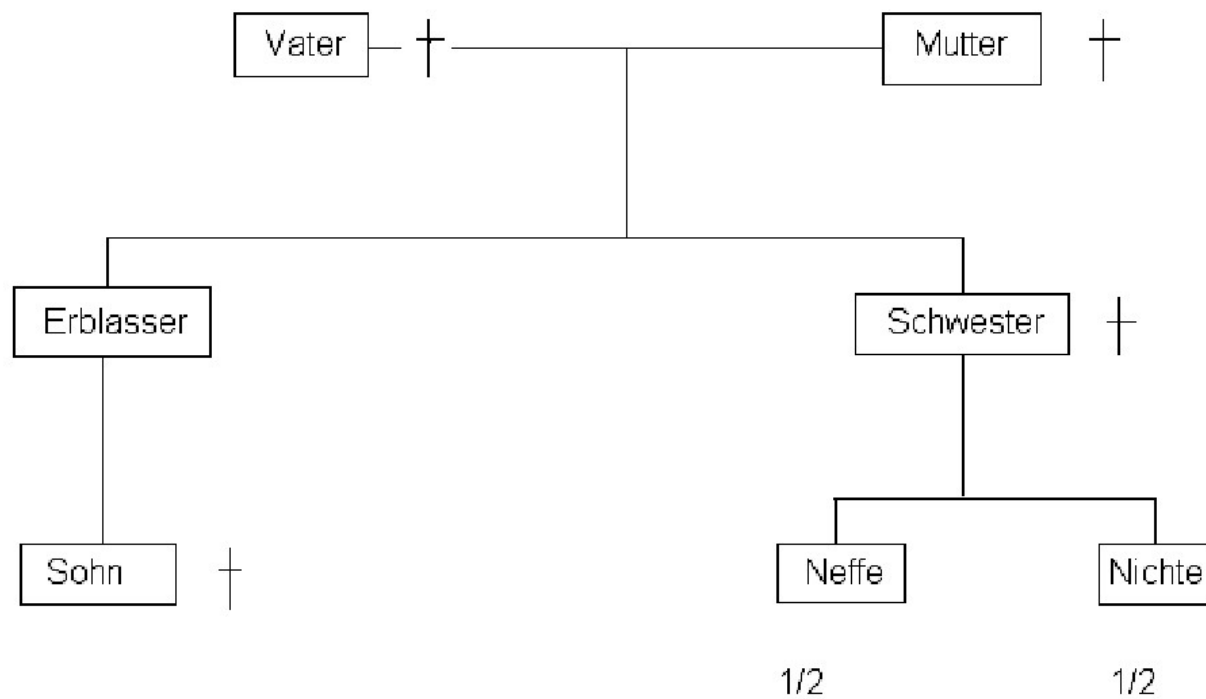 Vater
Mutter
Erblasser
Schwester
Sohn
Neffe
Nichte
1/2
1/2